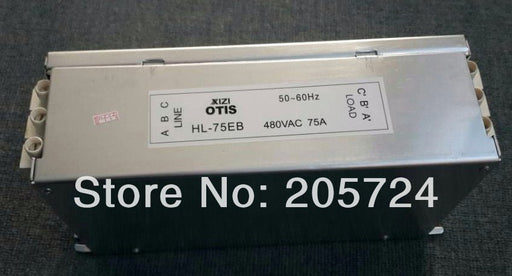 A B C
LINE
XIZI
OTIS
HL-75EB
50~60Hz
480VAC 75A
C' B' A'
LOAD
Store No: 205724